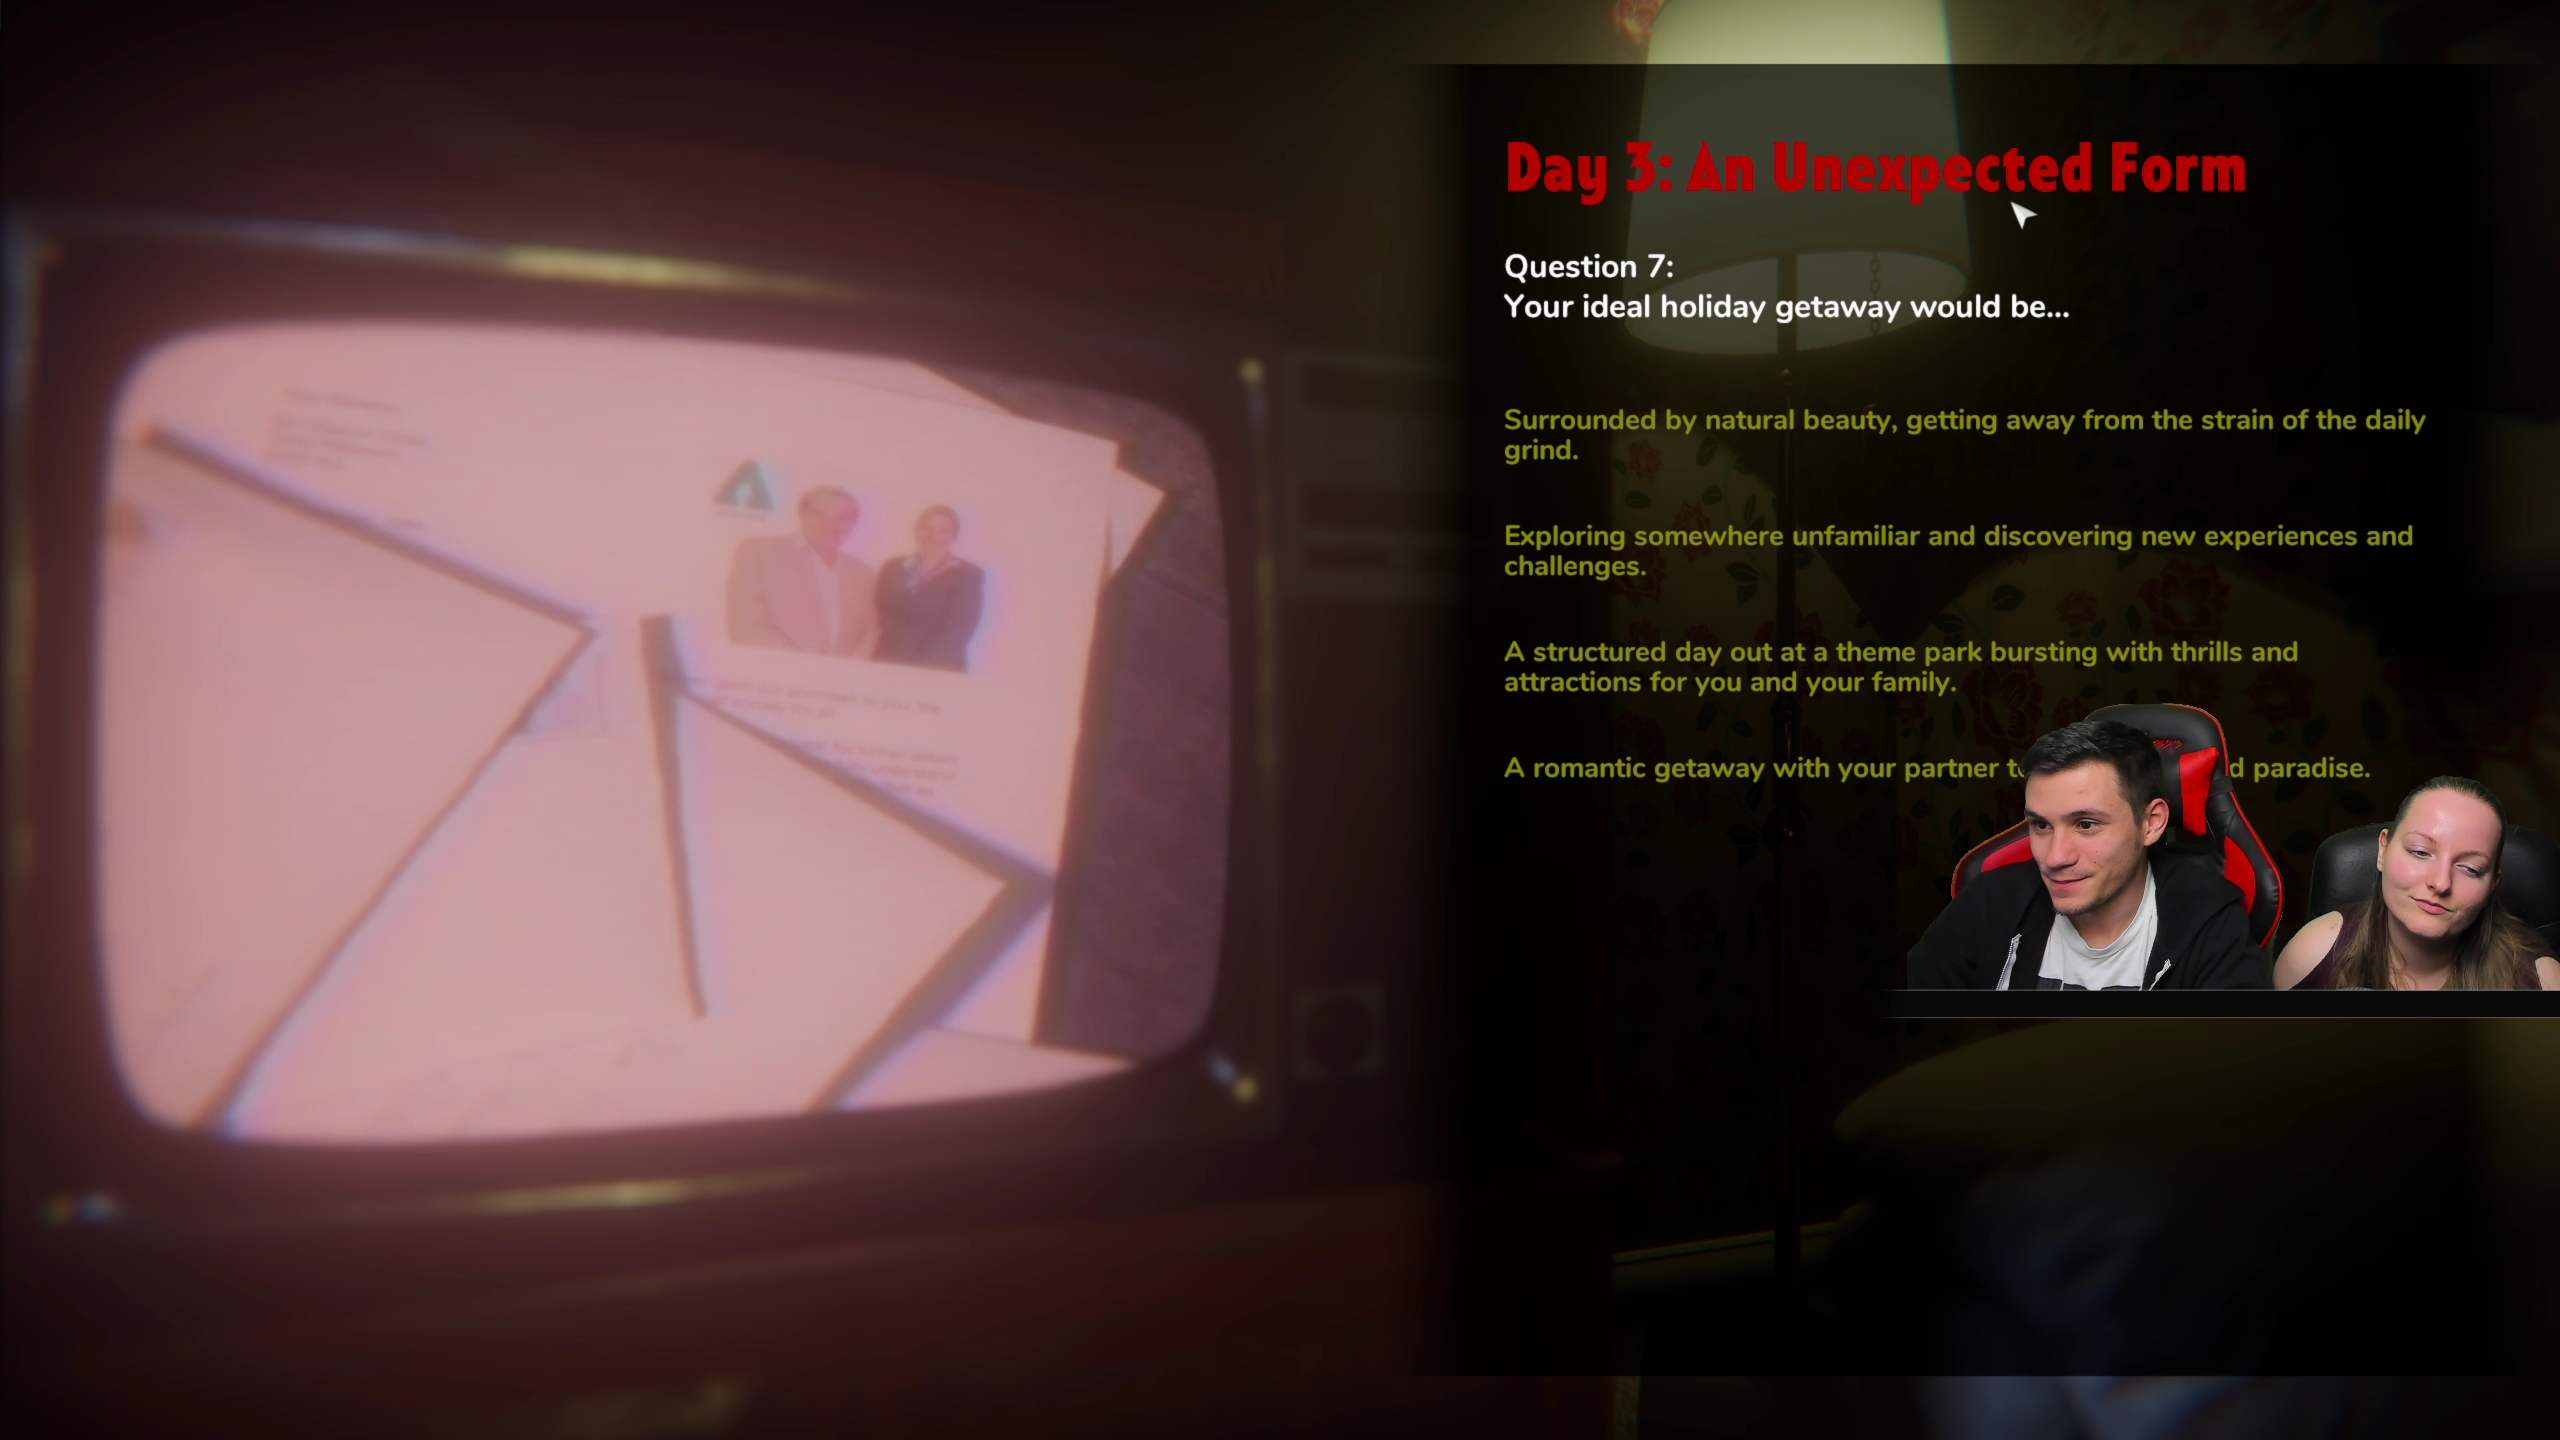 Day 3: An Unexpected Form
Question 7:
Your ideal holiday getaway would be...
Surrounded by natural beauty, getting away from the strain of the daily
grind.
Exploring somewhere unfamiliar and discovering new experiences and
challenges.
A structured day out at a theme park bursting with thrills and
attractions for you and your family.
A romantic getaway with your partner paradise.